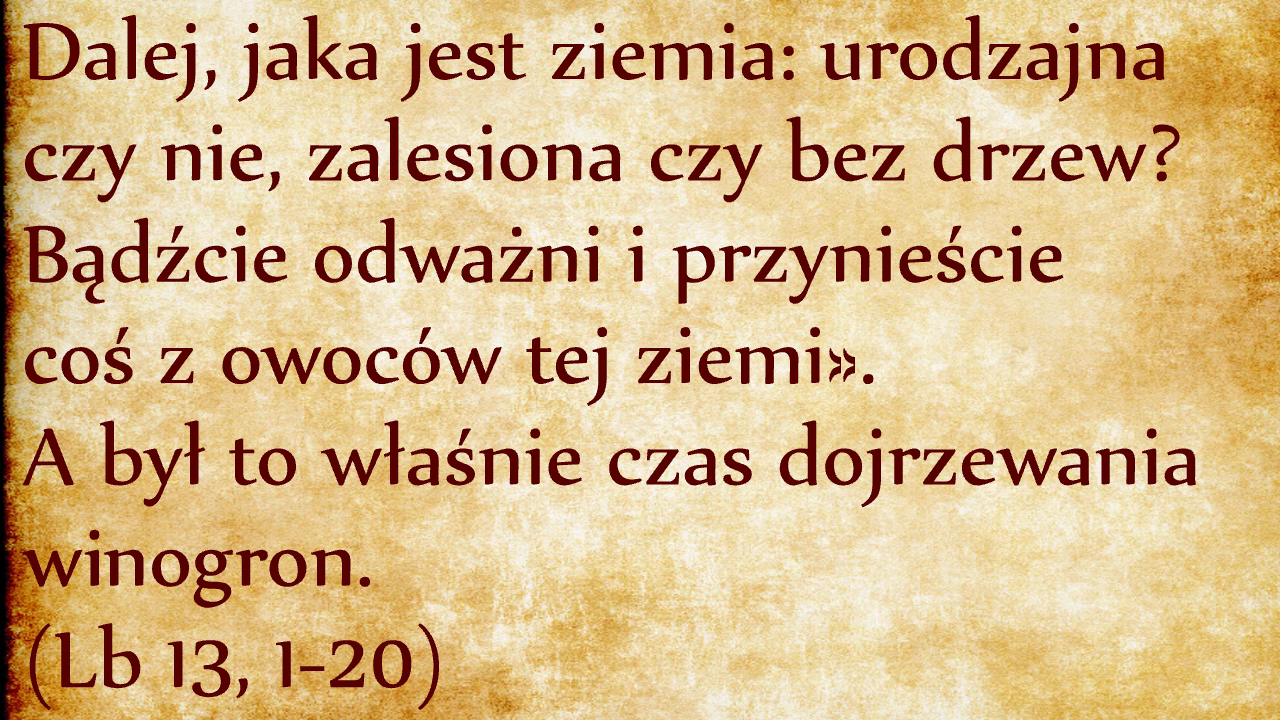 Dalej, jaka jest ziemia: urodzajna
czy nie, zalesiona czy bez drzew?
Bądźcie odważni i przynieście
coś z owoców tej ziemi».
A był to właśnie czas dojrzewania
winogron.
(Lb 13, 1-20)